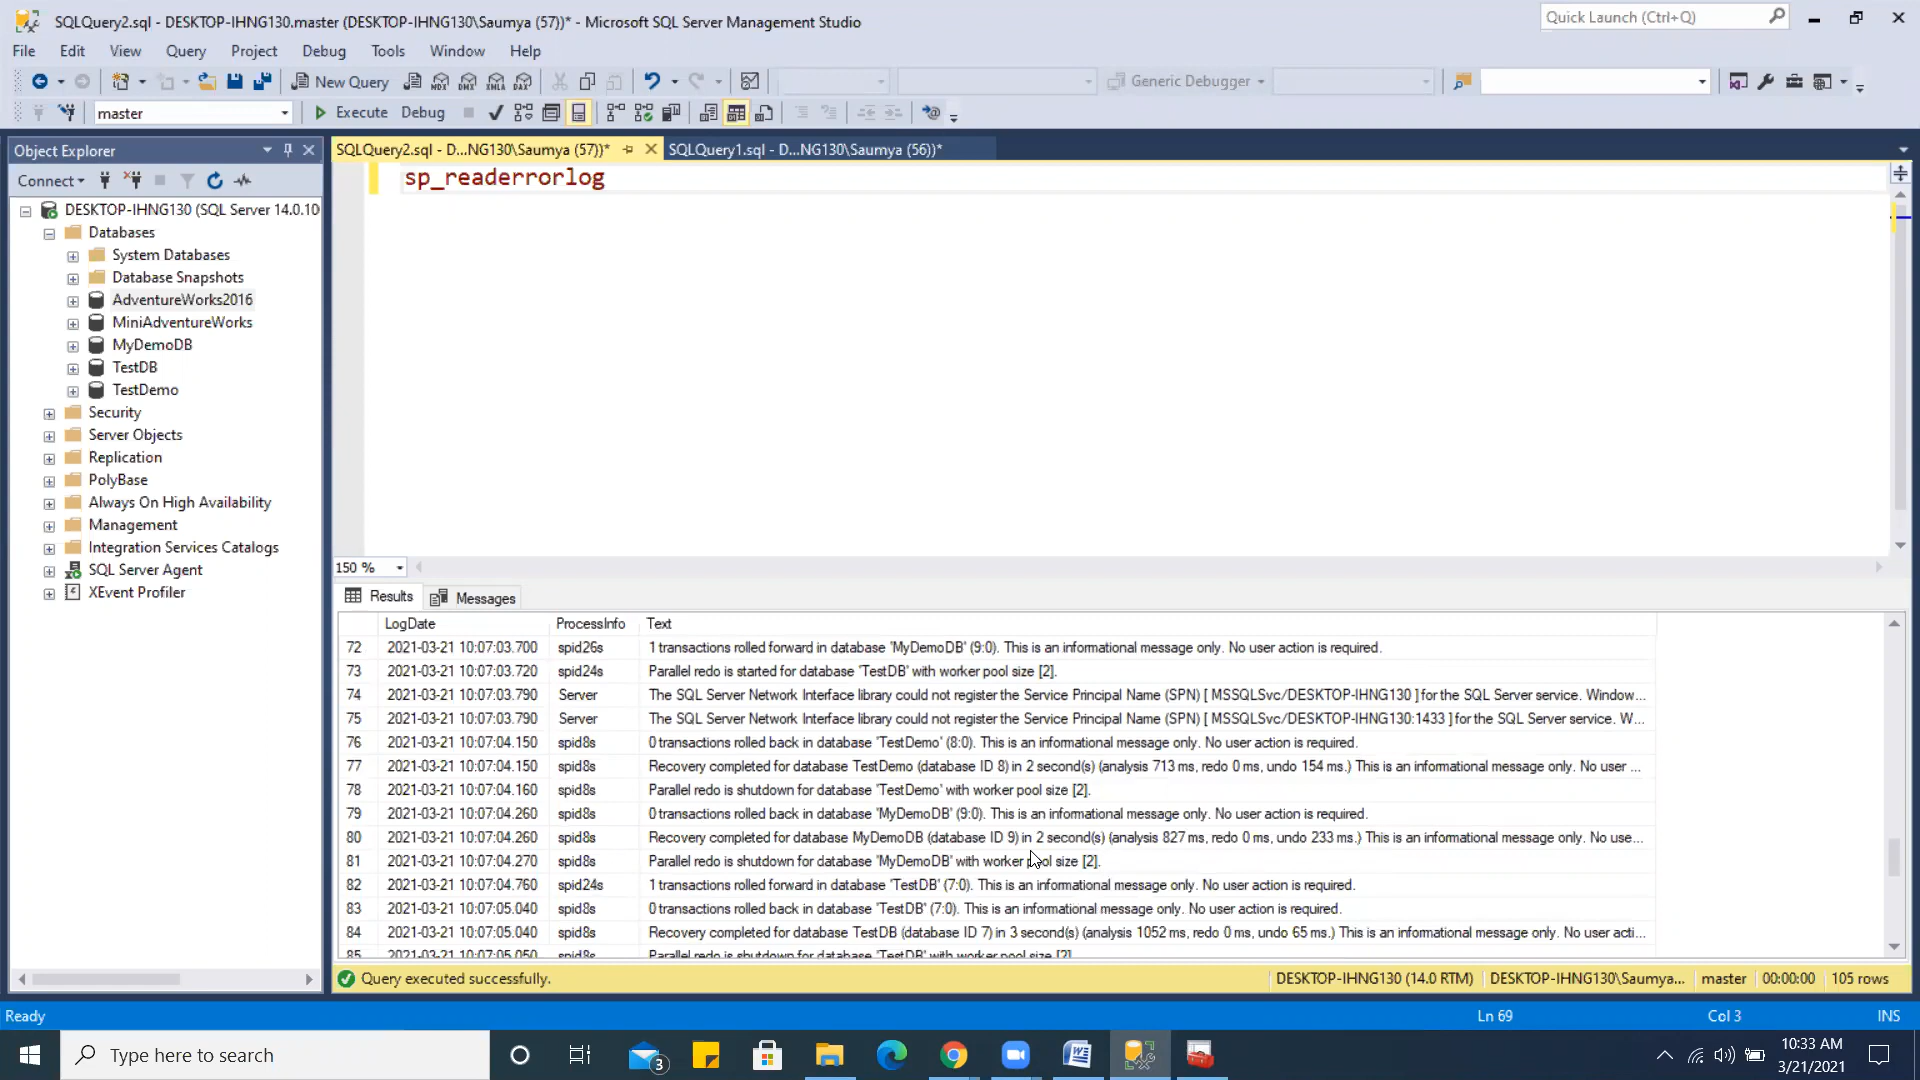 SQLQuery2.sql - DESKTOP-IHNG130.master (DESKTOP-IHNG130\Saumya (57))* - Microsoft SQL Server Management Studio
Quick Launch (Ctrl+Q)
File Edit View Query Project Debug Tools Window Help
New Query MDX DMX XMLA DAX Generic Debugger
master Execute Debug
Object Explorer
SQLQuery2.sql - D...NG130\Saumya (57))* SQLQuery1.sql - D...NG130\Saumya (56))*
Connect
sp_readerrorlog
DESKTOP-IHNG130 (SQL Server 14.0.10
Databases
System Databases
Database Snapshots
AdventureWorks2016
MiniAdventureWorks
MyDemoDB
TestDB
TestDemo
Security
Server Objects
Replication
PolyBase
Always On High Availability
Management
Integration Services Catalogs
SQL Server Agent
XEvent Profiler
150 %
Results Messages
LogDate ProcessInfo Text
72 2021-03-21 10:07:03.700 spid26s 1 transactions rolled forward in database 'MyDemoDB' (9:0). This is an informational message only. No user action is required.
73 2021-03-21 10:07:03.720 spid24s Parallel redo is started for database 'TestDB' with worker pool size [2].
74 2021-03-21 10:07:03.790 Server The SQL Server Network Interface library could not register the Service Principal Name (SPN) [ MSSQLSvc/DESKTOP-IHNG130 ] for the SQL Server service. Window...
75 2021-03-21 10:07:03.790 Server The SQL Server Network Interface library could not register the Service Principal Name (SPN) [ MSSQLSvc/DESKTOP-IHNG130:1433 ] for the SQL Server service. W...
76 2021-03-21 10:07:04.150 spid8s 0 transactions rolled back in database 'TestDemo' (8:0). This is an informational message only. No user action is required.
77 2021-03-21 10:07:04.150 spid8s Recovery completed for database TestDemo (database ID 8) in 2 second(s) (analysis 713 ms, redo 0 ms, undo 154 ms.) This is an informational message only. No user ...
78 2021-03-21 10:07:04.160 spid8s Parallel redo is shutdown for database 'TestDemo' with worker pool size [2].
79 2021-03-21 10:07:04.260 spid8s 0 transactions rolled back in database 'MyDemoDB' (9:0). This is an informational message only. No user action is required.
80 2021-03-21 10:07:04.260 spid8s Recovery completed for database MyDemoDB (database ID 9) in 2 second(s) (analysis 827 ms, redo 0 ms, undo 233 ms.) This is an informational message only. No use...
81 2021-03-21 10:07:04.270 spid8s Parallel redo is shutdown for database 'MyDemoDB' with worker pool size [2].
82 2021-03-21 10:07:04.760 spid24s 1 transactions rolled forward in database 'TestDB' (7:0). This is an informational message only. No user action is required.
83 2021-03-21 10:07:05.040 spid8s 0 transactions rolled back in database 'TestDB' (7:0). This is an informational message only. No user action is required.
84 2021-03-21 10:07:05.040 spid8s Recovery completed for database TestDB (database ID 7) in 3 second(s) (analysis 1052 ms, redo 0 ms, undo 65 ms.) This is an informational message only. No user acti...
85 2021-03-21 10:07:05.050 spid8s Parallel redo is shutdown for database 'TestDB' with worker pool size [2].
Query executed successfully. DESKTOP-IHNG130 (14.0 RTM) DESKTOP-IHNG130\Saumya... master 00:00:00 105 rows
Ready Ln 69 Col 3 INS
Type here to search 3 10:33 AM
3/21/2021